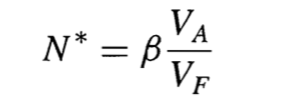 N* = β V_A / V_F